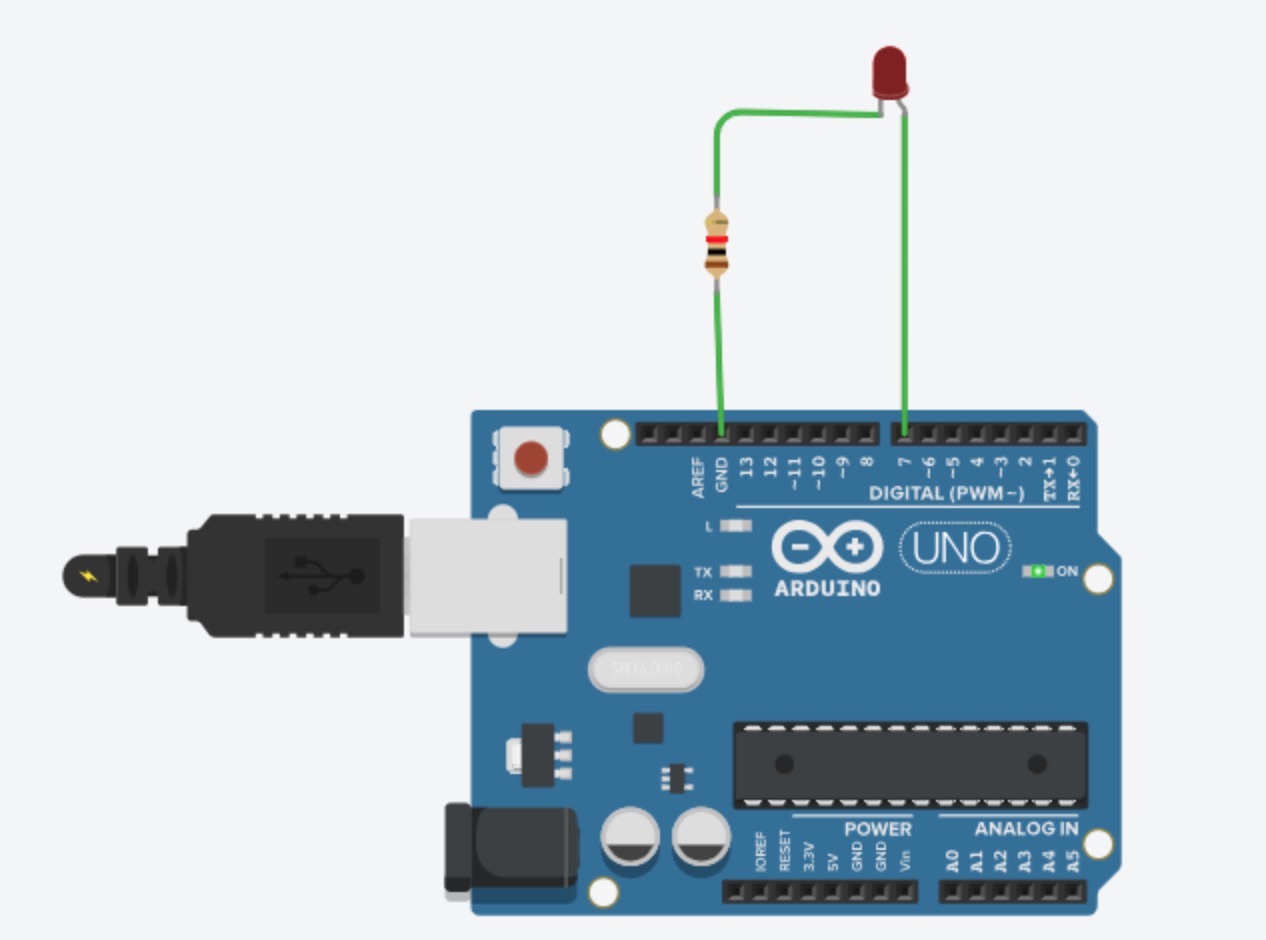 AREF
GND
13
12
~11
~10
~9
8
7
~6
~5
4
~3
2
TX→1
RX←0
DIGITAL (PWM~)
L
TX
RX
ARDUINO
UNO
ON
SPK16.000G
POWER
ANALOG IN
IOREF
RESET
3.3V
5V
GND
GND
Vin
A0
A1
A2
A3
A4
A5